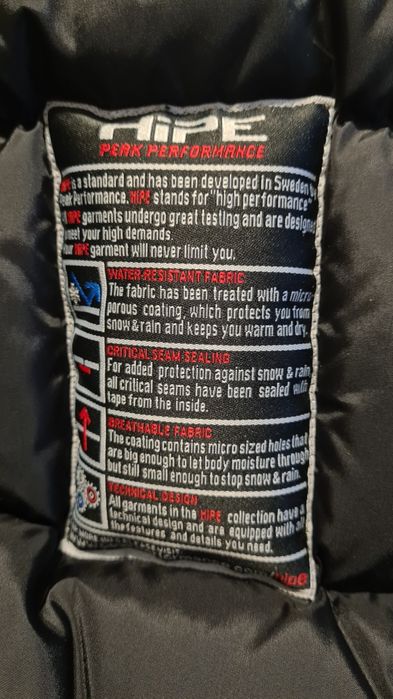 HiPE
PEAK PERFORMANCE
is a standard and has been developed in Sweden by
Peak Performance. HIPE stands for "high performance"
HIPE garments undergo great testing and are designed
meet your high demands.
HIPE garment will never limit you.
WATER-RESISTANT FABRIC
The fabric has been treated with a micro
porous coating, which protects you from
snow & rain and keeps you warm and dry.
CRITICAL SEAM SEALING
For added protection against snow & rain,
all critical seams have been sealed with
tape from the inside.
BREATHABLE FABRIC
The coating contains micro sized holes that
are big enough to let body moisture through
but still small enough to stop snow & rain.
TECHNICAL DESIGN
All garments in the HIPE collection have a
technical design and are equipped with all
the features and details you need.